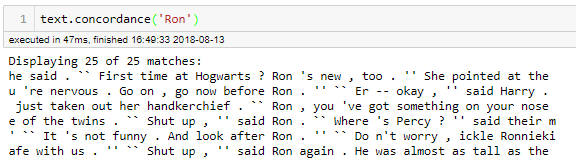 1 text.concordance('Ron')
executed in 47ms, finished 16:49:33 2018-08-13
Displaying 25 of 25 matches:
he said . `` First time at Hogwarts ? Ron 's new , too . '' She pointed at the
u 're nervous . Go on , go now before Ron . '' `` Er -- okay , '' said Harry .
just taken out her handkerchief . `` Ron , you 've got something on your nose
e of the twins . `` Shut up , '' said Ron . `` Where 's Percy ? '' said their m
' `` It 's not funny . And look after Ron . '' `` Do n't worry , ickle Ronnieki
afe with us . '' `` Shut up , '' said Ron again . He was almost as tall as the